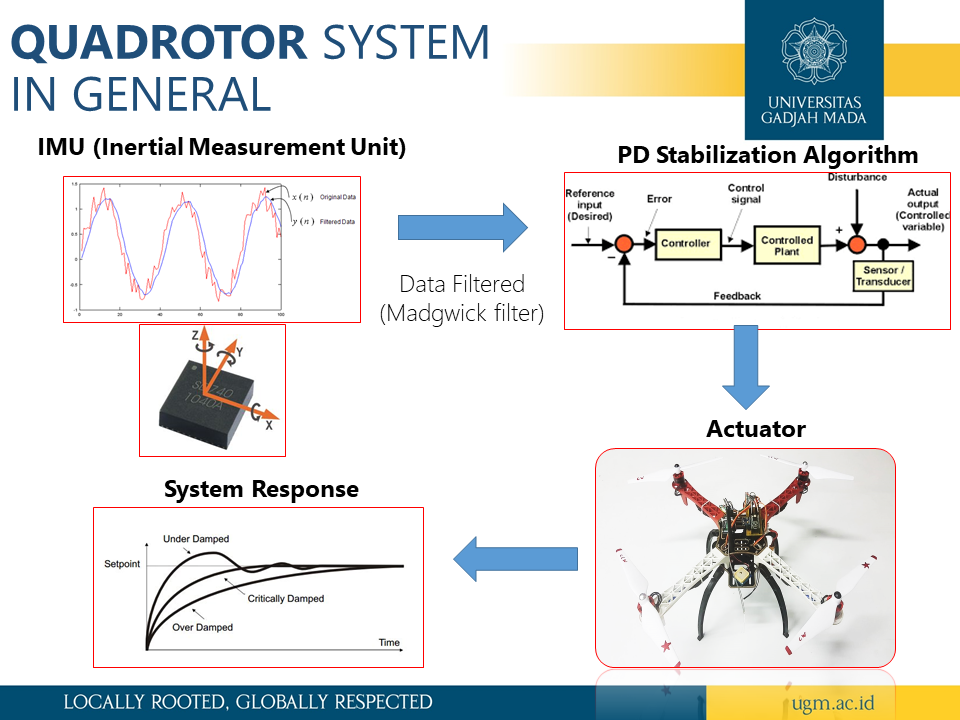 QUADROTOR SYSTEM
IN GENERAL
UNIVERSITAS
GADJAH MADA
IMU (Inertial Measurement Unit)
1.5
1
0.5
0
-0.5
-1
0
20
40
60
80
100
x(n) Original Data
y(n) Filtered Data
Z
Y
X
1040A
Data Filtered
(Madgwick filter)
PD Stabilization Algorithm
Disturbance
Reference
input
(Desired)
Error
Control
signal
Actual
output
(Controlled
variable)
Controller
Controlled
Plant
+
−
Sensor /
Transducer
Feedback
Actuator
System Response
Under Damped
Setpoint
Critically Damped
Over Damped
Time
LOCALLY ROOTED, GLOBALLY RESPECTED
ugm.ac.id